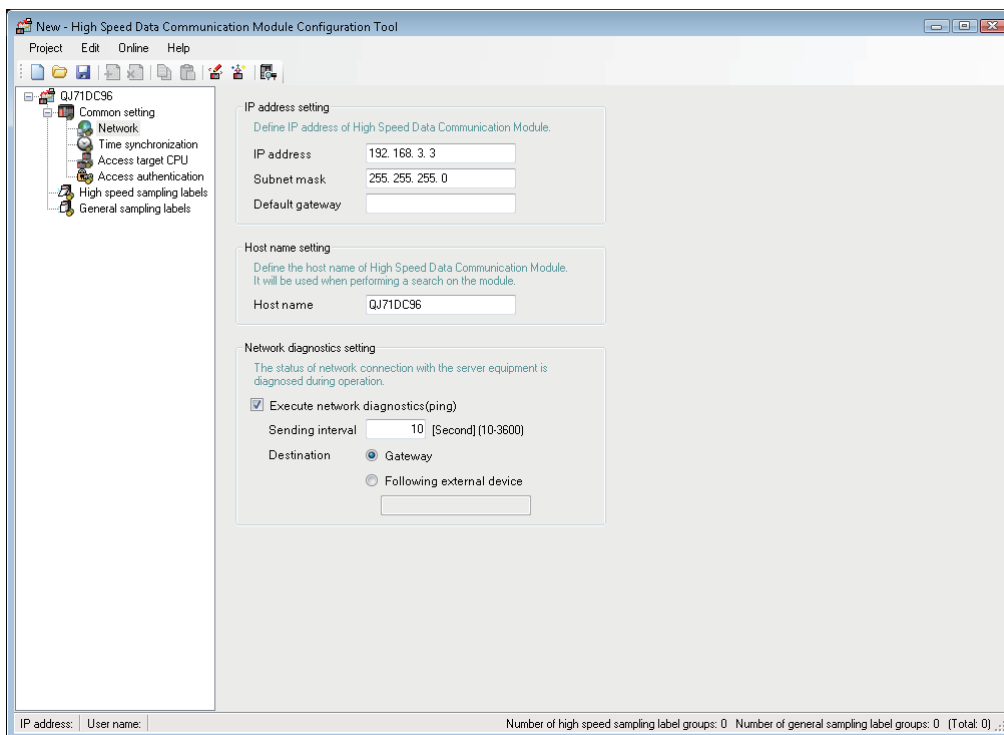 New - High Speed Data Communication Module Configuration Tool
Project Edit Online Help
QJ71DC96
Common setting
Network
Time synchronization
Access target CPU
Access authentication
High speed sampling labels
General sampling labels
IP address setting
Define IP address of High Speed Data Communication Module.
IP address 192. 168. 3. 3
Subnet mask 255. 255. 255. 0
Default gateway
Host name setting
Define the host name of High Speed Data Communication Module.
It will be used when performing a search on the module.
Host name QJ71DC96
Network diagnostics setting
The status of network connection with the server equipment is
diagnosed during operation.
Execute network diagnostics(ping)
Sending interval 10 [Second] (10-3600)
Destination Gateway
Following external device
IP address: User name: Number of high speed sampling label groups: 0 Number of general sampling label groups: 0 (Total: 0)